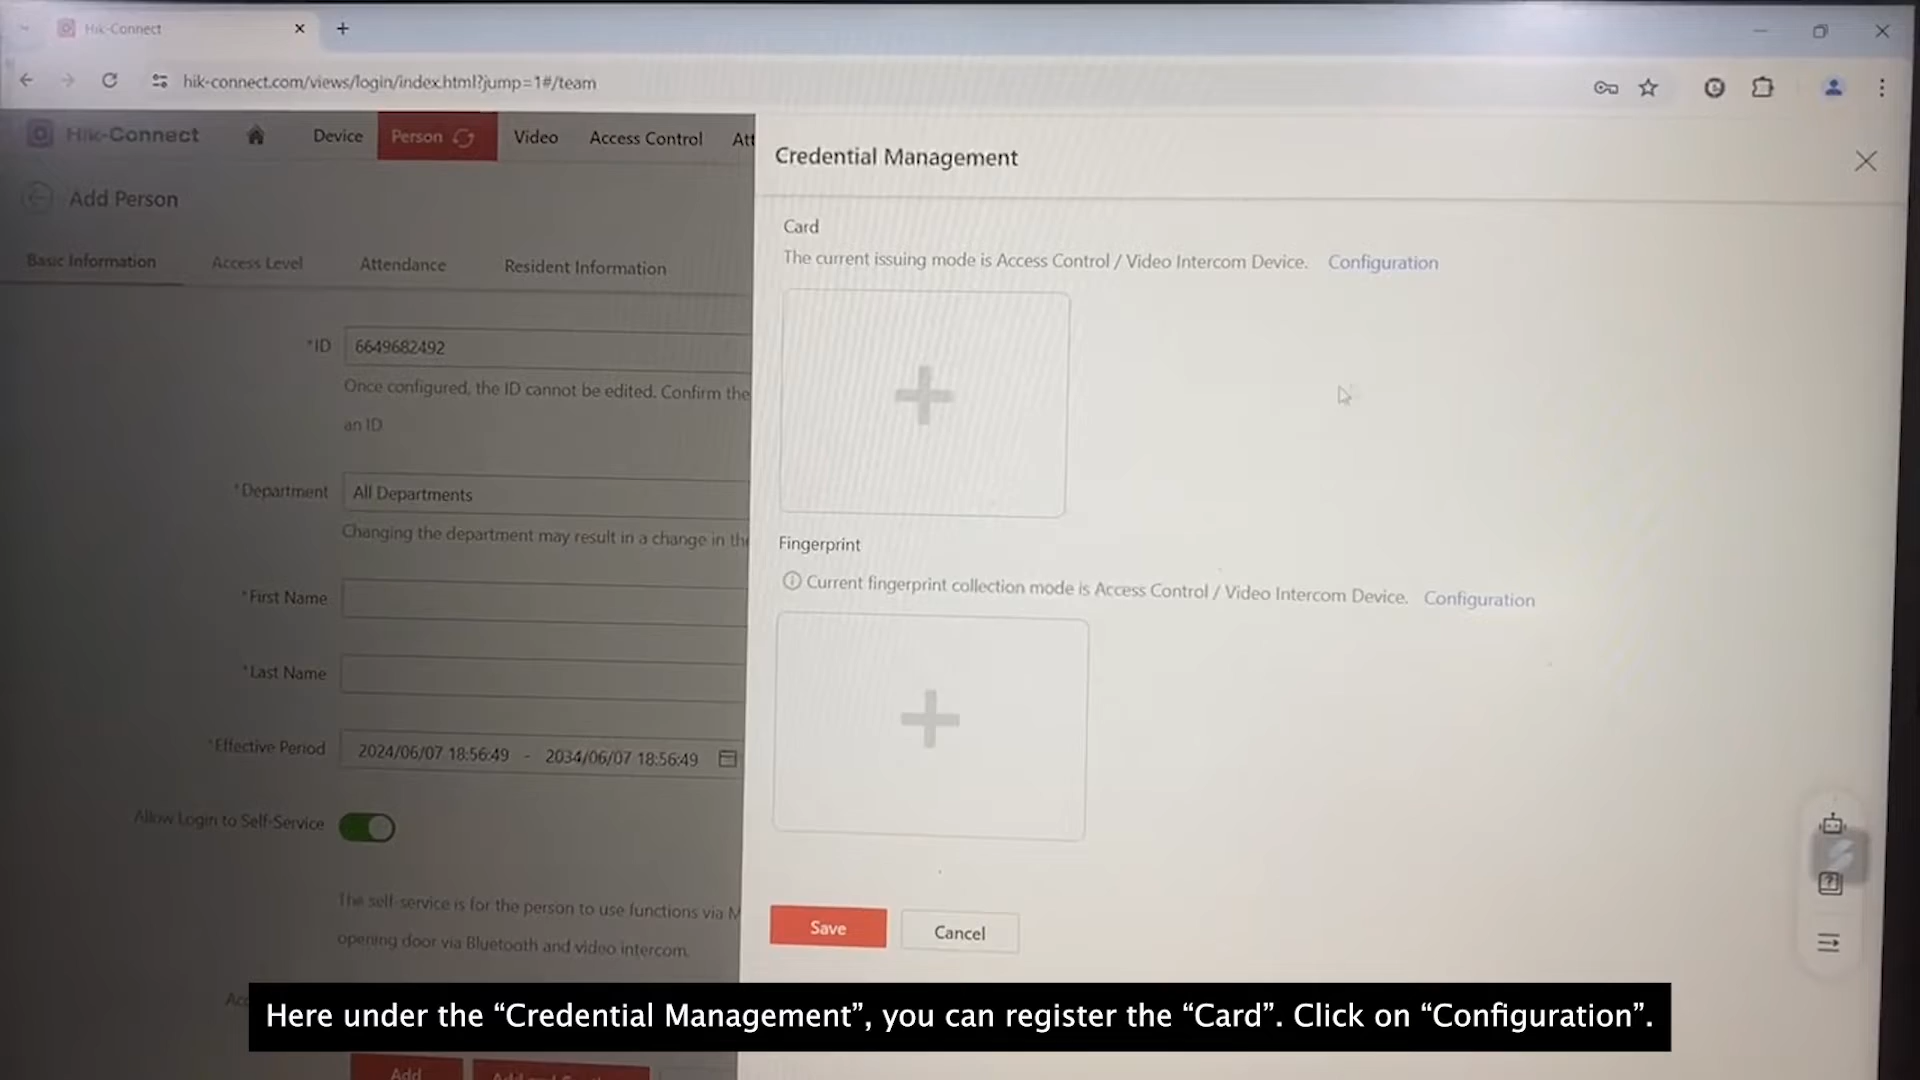 Hik-Connect
hik-connect.com/views/login/index.html?jump=1#/team
Hik-Connect
Device
Person
Video
Access Control
Att
Add Person
Basic Information
Access Level
Attendance
Resident Information
*ID
6649682492
Once configured, the ID cannot be edited. Confirm the
an ID
*Department
All Departments
Changing the department may result in a change in the
*First Name
*Last Name
*Effective Period
2024/06/07 18:56:49 - 2034/06/07 18:56:49
Allow Login to Self-Service
The self-service is for the person to use functions via M
opening door via Bluetooth and video intercom.
Add
Credential Management
Card
The current issuing mode is Access Control / Video Intercom Device. Configuration
Fingerprint
Current fingerprint collection mode is Access Control / Video Intercom Device. Configuration
Save
Cancel
Here under the “Credential Management”, you can register the “Card”. Click on “Configuration”.